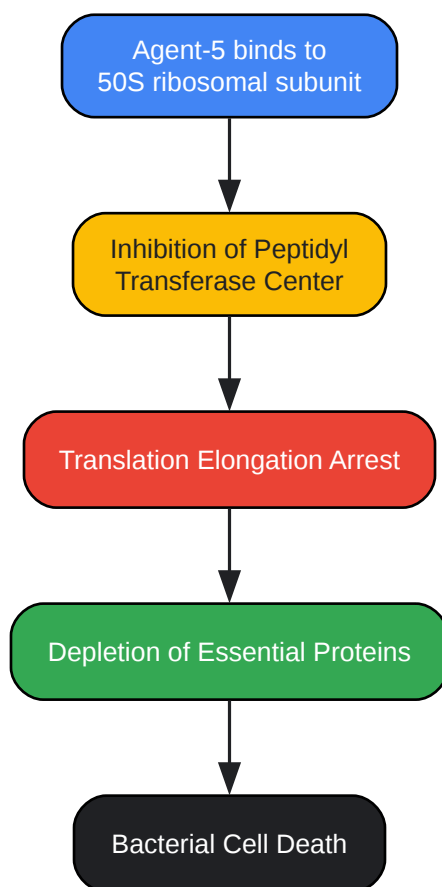 Agent-5 binds to
50S ribosomal subunit
Inhibition of Peptidyl
Transferase Center
Translation Elongation Arrest
Depletion of Essential Proteins
Bacterial Cell Death